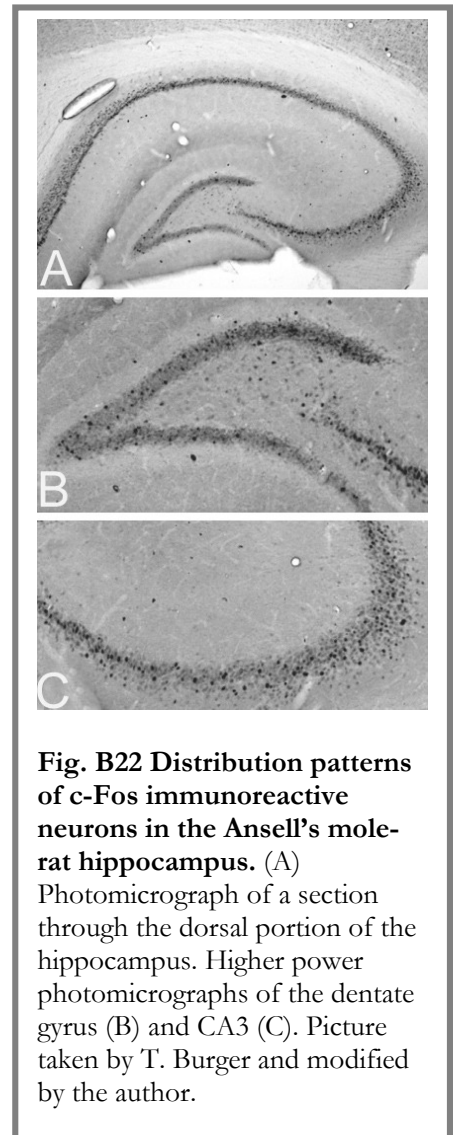 A
B
C
Fig. B22 Distribution patterns
of c-Fos immunoreactive
neurons in the Ansell's mole-
rat hippocampus. (A)
Photomicrograph of a section
through the dorsal portion of the
hippocampus. Higher power
photomicrographs of the dentate
gyrus (B) and CA3 (C). Picture
taken by T. Burger and modified
by the author.